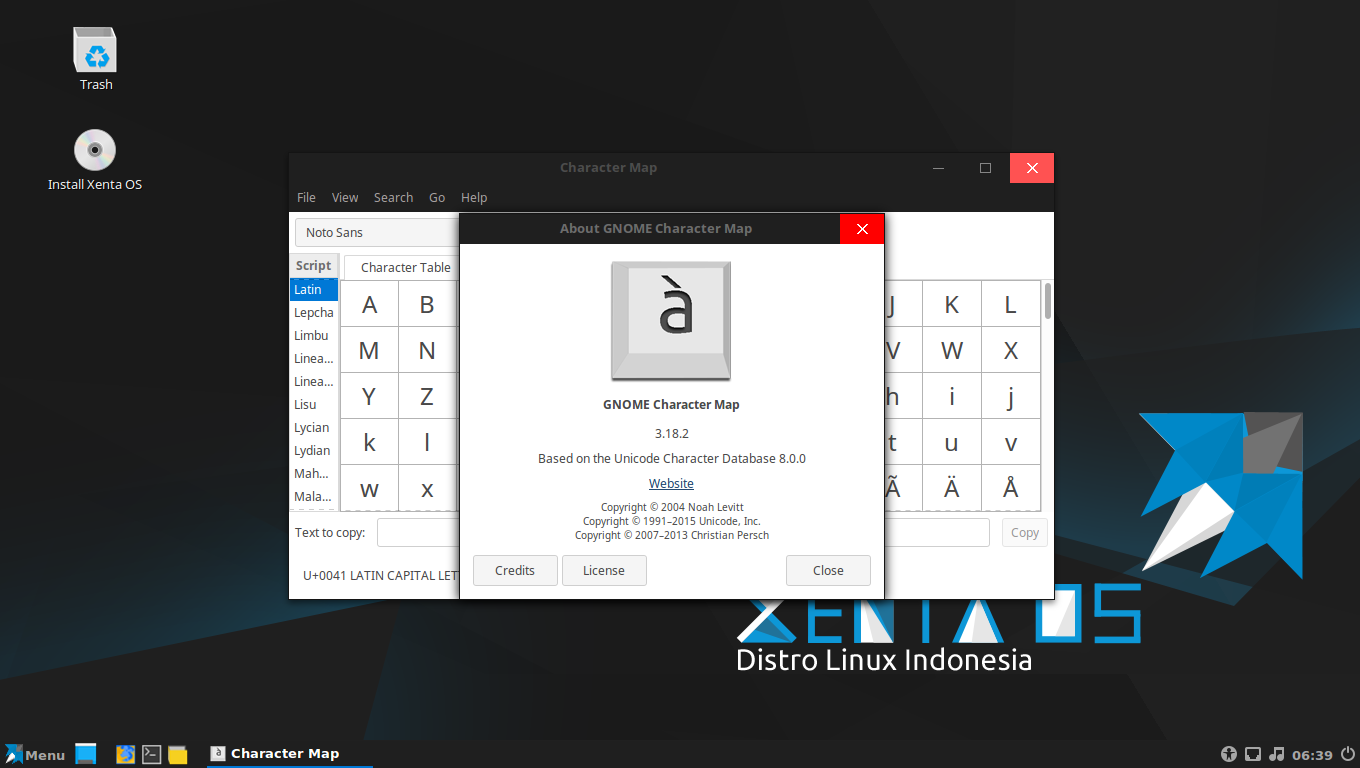 Trash
Install Xenta OS
Character Map
File View Search Go Help
Noto Sans
About GNOME Character Map
Script
Character Table
Latin
Lepcha
Limbu
Linea...
Linea...
Lisu
Lycian
Lydian
Mah...
Mala...
A B J K L
M N V W X
Y Z h i j
k l t u v
w x Ã Ä Å
à
GNOME Character Map
3.18.2
Based on the Unicode Character Database 8.0.0
Website
Copyright © 2004 Noah Levitt
Copyright © 1991–2015 Unicode, Inc.
Copyright © 2007–2013 Christian Persch
Credits License Close
Text to copy:
Copy
U+0041 LATIN CAPITAL LET
XENTA OS
Distro Linux Indonesia
Menu
à Character Map
06:39